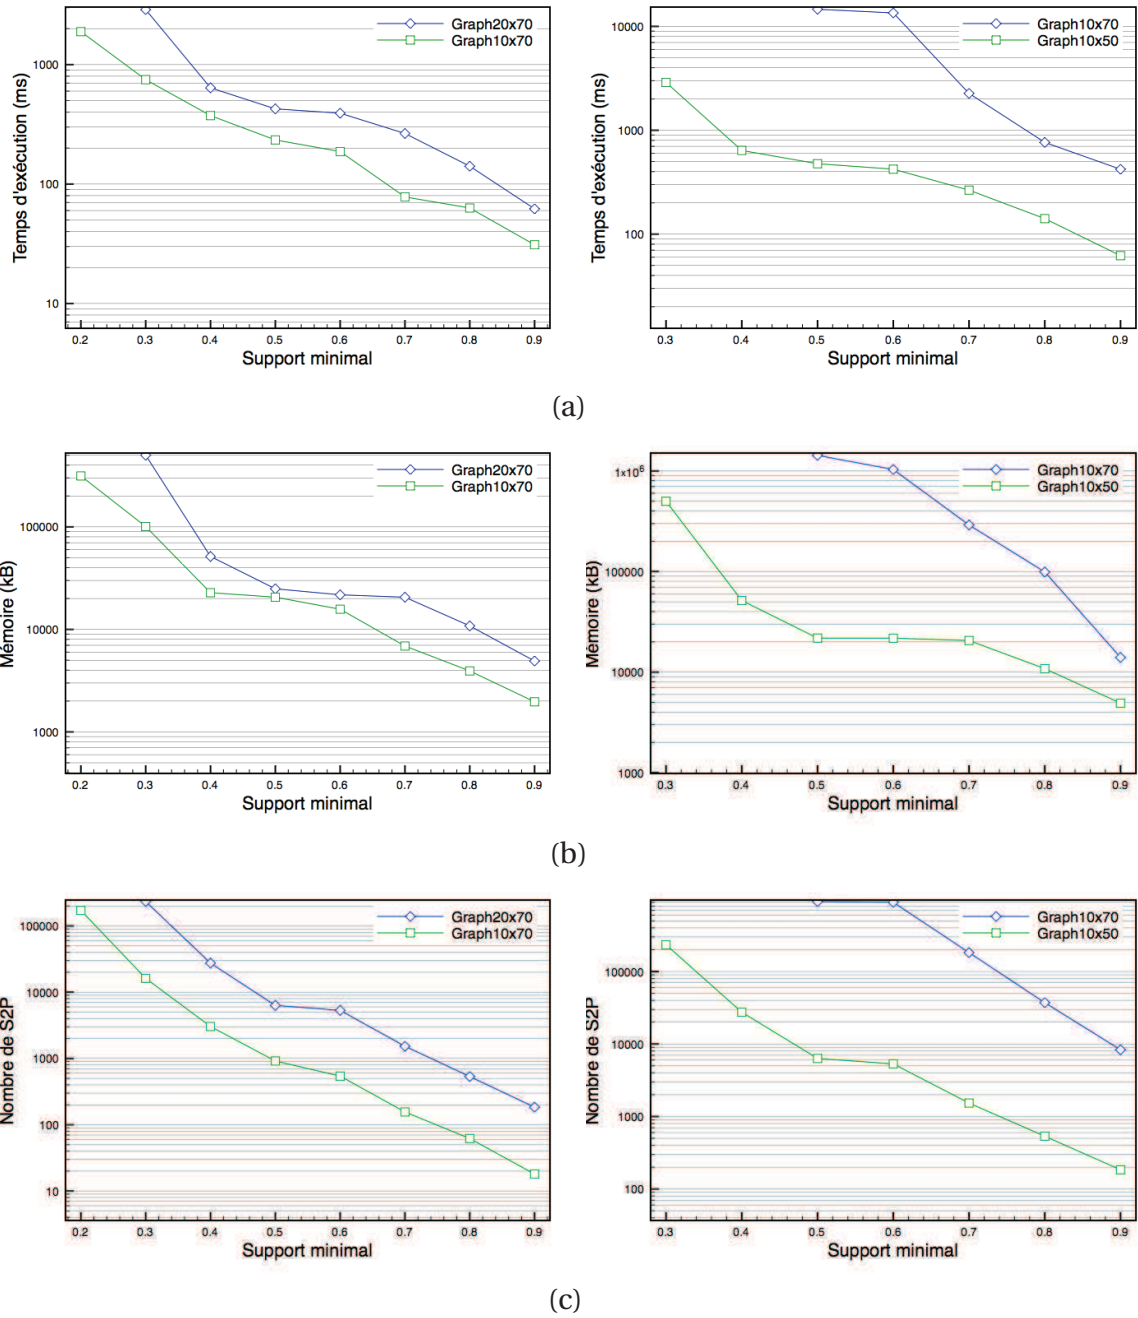 Graph20x70
Graph10x70
1000
100
10
Temps d'exécution (ms)
0.2 0.3 0.4 0.5 0.6 0.7 0.8 0.9
Support minimal
Graph10x70
Graph10x50
10000
1000
100
Temps d'exécution (ms)
0.3 0.4 0.5 0.6 0.7 0.8 0.9
Support minimal
(a)
Graph20x70
Graph10x70
100000
10000
1000
Mémoire (kB)
0.2 0.3 0.4 0.5 0.6 0.7 0.8 0.9
Support minimal
Graph10x70
Graph10x50
1x10⁶
100000
10000
1000
Mémoire (kB)
0.3 0.4 0.5 0.6 0.7 0.8 0.9
Support minimal
(b)
Graph20x70
Graph10x70
100000
10000
1000
100
10
Nombre de S2P
0.2 0.3 0.4 0.5 0.6 0.7 0.8 0.9
Support minimal
Graph10x70
Graph10x50
100000
10000
1000
100
Nombre de S2P
0.3 0.4 0.5 0.6 0.7 0.8 0.9
Support minimal
(c)